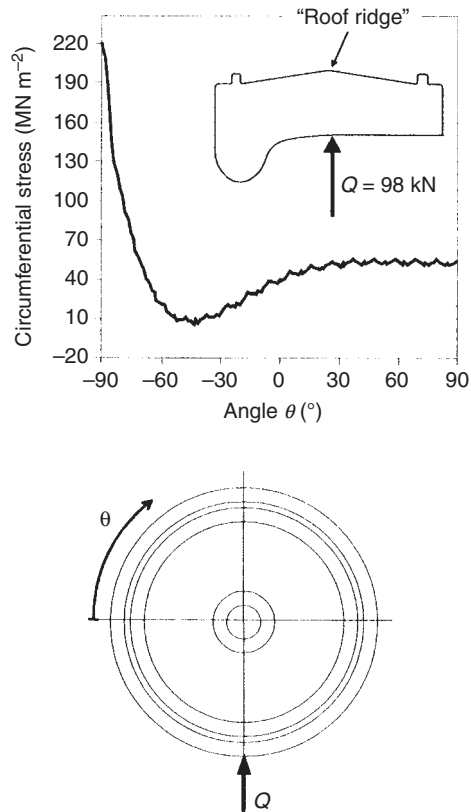 "Roof ridge"
Circumferential stress (MN m⁻²)
220
190
160
130
100
70
40
10
–20
Q = 98 kN
–90
–60
–30
0
30
60
90
Angle θ (°)
θ
Q